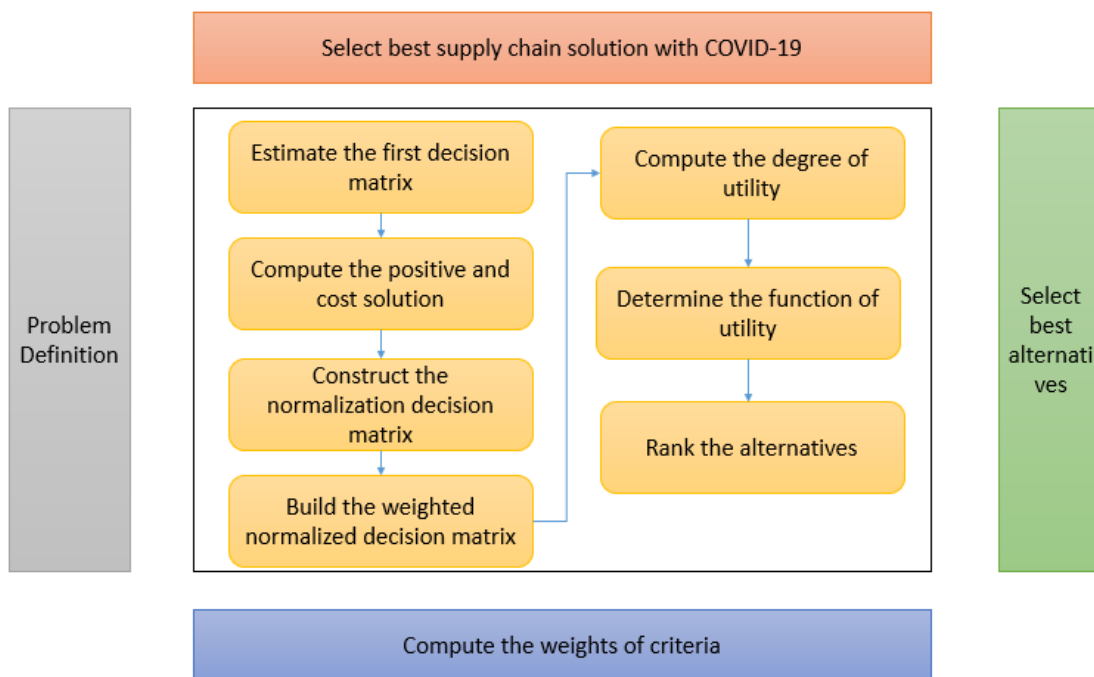 Select best supply chain solution with COVID-19
Problem
Definition
Estimate the first decision
matrix
Compute the positive and
cost solution
Construct the
normalization decision
matrix
Build the weighted
normalized decision matrix
Compute the degree of
utility
Determine the function of
utility
Rank the alternatives
Select
best
alternati
ves
Compute the weights of criteria